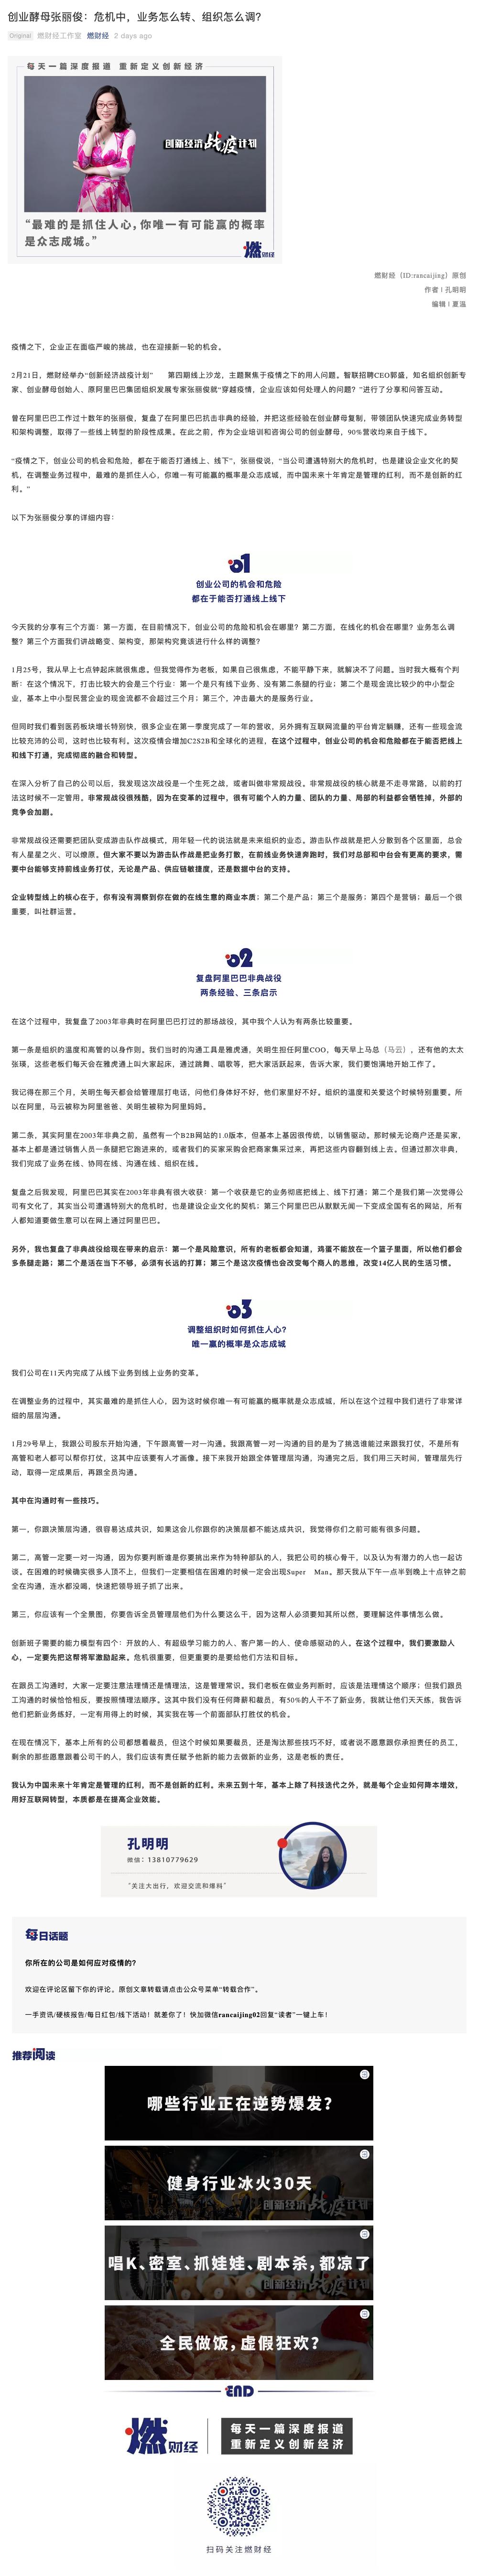 创业酵母张丽俊：危机中，业务怎么转、组织怎么调？
Original 燃财经工作室 燃财经 2 days ago
每天一篇深度报道 重新定义创新经济
创新经济战疫计划
“最难的是抓住人心，你唯一有可能赢的概率
是众志成城。”
燃财经
燃财经（ID:rancaijing）原创
作者 | 孔明明
编辑 | 夏溢
疫情之下，企业正在面临严峻的挑战，也在迎接新一轮的机会。
2月21日，燃财经举办“创新经济战疫计划” 第四期线上沙龙，主题聚焦于疫情之下的用人问题。智联招聘CEO郭盛，知名组织创新专
家、创业酵母创始人、原阿里巴巴集团组织发展专家张丽俊就“穿越疫情，企业应该如何处理人的问题？”进行了分享和问答互动。
曾在阿里巴巴工作过十数年的张丽俊，复盘了在阿里巴巴抗击非典的经验，并把这些经验在创业酵母复制，带领团队快速完成业务转型
和架构调整，取得了一些线上转型的阶段性成果。在此之前，作为企业培训和咨询公司的创业酵母，90%营收均来自于线下。
“疫情之下，创业公司的机会和危险，都在于能否打通线上、线下”，张丽俊说，“当公司遭遇特别大的危机时，也是建设企业文化的契
机，在调整业务过程中，最难的是抓住人心，你唯一有可能赢的概率是众志成城，而中国未来十年肯定是管理的红利，而不是创新的红
利。”
以下为张丽俊分享的详细内容：
01
创业公司的机会和危险
都在于能否打通线上线下
今天我的分享有三个方面：第一方面，在目前情况下，创业公司的危险和机会在哪里？第二方面，在线化的机会在哪里？业务怎么调
整？第三个方面我们讲战略变、架构变，那架构究竟该进行什么样的调整？
1月25号，我从早上七点钟起床就很焦虑。但我觉得作为老板，如果自己很焦虑，不能平静下来，就解决不了问题。当时我大概有个判
断：在这个情况下，打击比较大的会是三个行业：第一个是只有线下业务、没有第二条腿的行业；第二个是现金流比较少的中小型企
业，基本上中小型民营企业的现金流都不会超过三个月；第三个，冲击最大的是服务行业。
但同时我们看到医药板块增长特别快，很多企业在第一季度完成了一年的营收，另外拥有互联网流量的平台肯定躺赚，还有一些现金流
比较充沛的公司，这时也比较有利。这次疫情会增加C2S2B和全球化的进程，在这个过程中，创业公司的机会和危险都在于能否把线上
和线下打通，完成彻底的融合和转型。
在深入分析了自己的公司以后，我发现这次战役是一个生死之战，或者叫做非常规战役。非常规战役的核心就是不走寻常路，以前的打
法这时候不一定管用。非常规战役很残酷，因为在变革的过程中，很有可能个人的力量、团队的力量、局部的利益都会牺牲掉，外部的
竞争会加剧。
非常规战役还需要把团队变成游击队作战模式，用年轻一代的说法就是未来组织的业态。游击队作战就是把人分散到各个区里面，总会
有人星星之火、可以燎原。但大家不要以为游击队作战是把业务打散，在前线业务快速奔跑时，我们对总部和中台会有更高的要求，需
要中台能够支持前线业务打仗，无论是产品、供应链敏捷度，还是数据中台的支持。
企业转型线上的核心在于，你有没有洞察到你在做的在线生意的商业本质；第二个是产品；第三个是服务；第四个是营销；最后一个很
重要，叫社群运营。
02
复盘阿里巴巴非典战役
两条经验、三条启示
在这个过程中，我复盘了2003年非典时在阿里巴巴打过的那场战役，其中我个人认为有两条比较重要。
第一条是组织的温度和高管的以身作则。我们当时的沟通工具是雅虎通，关明生担任阿里COO，每天早上马总（马云），还有他的太太
张瑛，这些老板们每天会在雅虎通上叫大家起床，通过跳舞、唱歌等，把大家活跃起来，告诉大家，我们要饱满地开始工作了。
我记得在那三个月，关明生每天都会给管理层打电话，问他们身体好不好，他们家里好不好。组织的温度和关爱这个时候特别重要。所
以在阿里，马云被称为阿里爸爸、关明生被称为阿里妈妈。
第二条，其实阿里在2003年非典之前，虽然有一个B2B网站的1.0版本，但基本上基因很传统，以销售驱动。那时候无论商户还是买家，
基本上都是通过销售人员一条腿把它跑进来的，或者我们的买家采购会把商家集采过来，再把这些内容翻到线上去。但通过那次非典，
我们完成了业务在线、协同在线、沟通在线、组织在线。
复盘之后我发现，阿里巴巴其实在2003年非典有很大收获：第一个收获是它的业务彻底把线上、线下打通；第二个是我们第一次觉得公
司有文化了，其实当公司遭遇特别大的危机时，也是建设企业文化的契机；第三个阿里巴巴从默默无闻一下变成全国有名的网站，所有
人都知道要做生意可以在网上通过阿里巴巴。
另外，我也复盘了非典战役给现在带来的启示：第一个是风险意识，所有的老板都会知道，鸡蛋不能放在一个篮子里面，所以他们都会
多条腿走路；第二个是活在当下不够，必须有长远的打算；第三个是这次疫情也会改变每个商人的思维，改变14亿人民的生活习惯。
03
调整组织时如何抓住人心？
唯一赢的概率是众志成城
我们公司在11天内完成了从线下业务到线上业务的变革。
在调整业务的过程中，其实最难的是抓住人心，因为这时候你唯一有可能赢的概率就是众志成城，所以在这个过程中我们进行了非常详
细的层层沟通。
1月29号早上，我跟公司股东开始沟通，下午跟高管一对一沟通。我跟高管一对一沟通的目的是为了挑选谁能过来跟我打仗，不是所有
高管和老人都可以帮你打仗，这其中应该要有人才画像。接下来我开始跟全体管理层沟通，沟通完之后，我们用三天时间，管理层先行
动，取得一定成果后，再跟全员沟通。
其中在沟通时有一些技巧。
第一，你跟决策层沟通，很容易达成共识，如果这会儿你跟你的决策层都不能达成共识，我觉得你们之前可能有很多问题。
第二，高管一定要一对一沟通，因为你要判断谁是你要挑出来作为特种部队的人，我把公司的核心骨干，以及认为有潜力的人也一起访
谈。在困难的时候确实很多人顶不上，但我们一定要相信在困难的时候一定会出现Super Man。那天我从下午一点半到晚上十点钟之前
全在沟通，连水都没喝，快速把领导班子抓了出来。
第三，你应该有一个全景图，你要告诉全员管理层他们为什么要这么干，因为这帮人必须要知其所以然，要理解这件事情怎么做。
创新班子需要的能力模型有四个：开放的人、有超级学习能力的人、客户第一的人、使命感驱动的人。在这个过程中，我们要激励人
心，一定要先把这帮将军激励起来。危机很重要，但更重要的是要给他们方法和目标。
在跟员工沟通时，大家一定要注意法理情还是情理法，这是管理常识。我们老板在做业务判断时，应该是法理情这个顺序；但我们跟员
工沟通的时候恰恰相反，要按照情理法顺序。这其中我们没有任何降薪和裁员，有50%的人干不了新业务，我就让他们天天练，我告诉
他们把新业务练好，一定有用得上的时候，其实我在等一个前面部队打胜仗的机会。
在现在情况下，基本上所有的公司都想着裁员，但这个时候如果要裁员，还是淘汰那些技巧不好，或者说不愿意跟你承担责任的员工，
剩余的那些愿意跟着公司干的人，我们应该有责任赋予他新的能力去做新的业务，这是老板的责任。
我认为中国未来十年肯定是管理的红利，而不是创新的红利。未来五到十年，基本上除了科技迭代之外，就是每个企业如何降本增效，
用好互联网转型，本质都是在提高企业效能。
孔明明
微信：13810779629
“关注大出行，欢迎交流和爆料”
每日话题
你所在的公司是如何应对疫情的？
欢迎在评论区留下你的评论。原创文章转载请点击公众号菜单“转载合作”。
一手资讯/硬核报告/每日红包/线下活动！就差你了！快加微信rancaijing02回复“读者”一键上车！
推荐阅读
哪些行业正在逆势爆发？
健身行业冰火30天
创新经济战疫计划
唱K、密室、抓娃娃、剧本杀，都凉了
创新经济战疫计划
全民做饭，虚假狂欢？
END
燃财经
每天一篇深度报道
重新定义创新经济
扫码关注燃财经